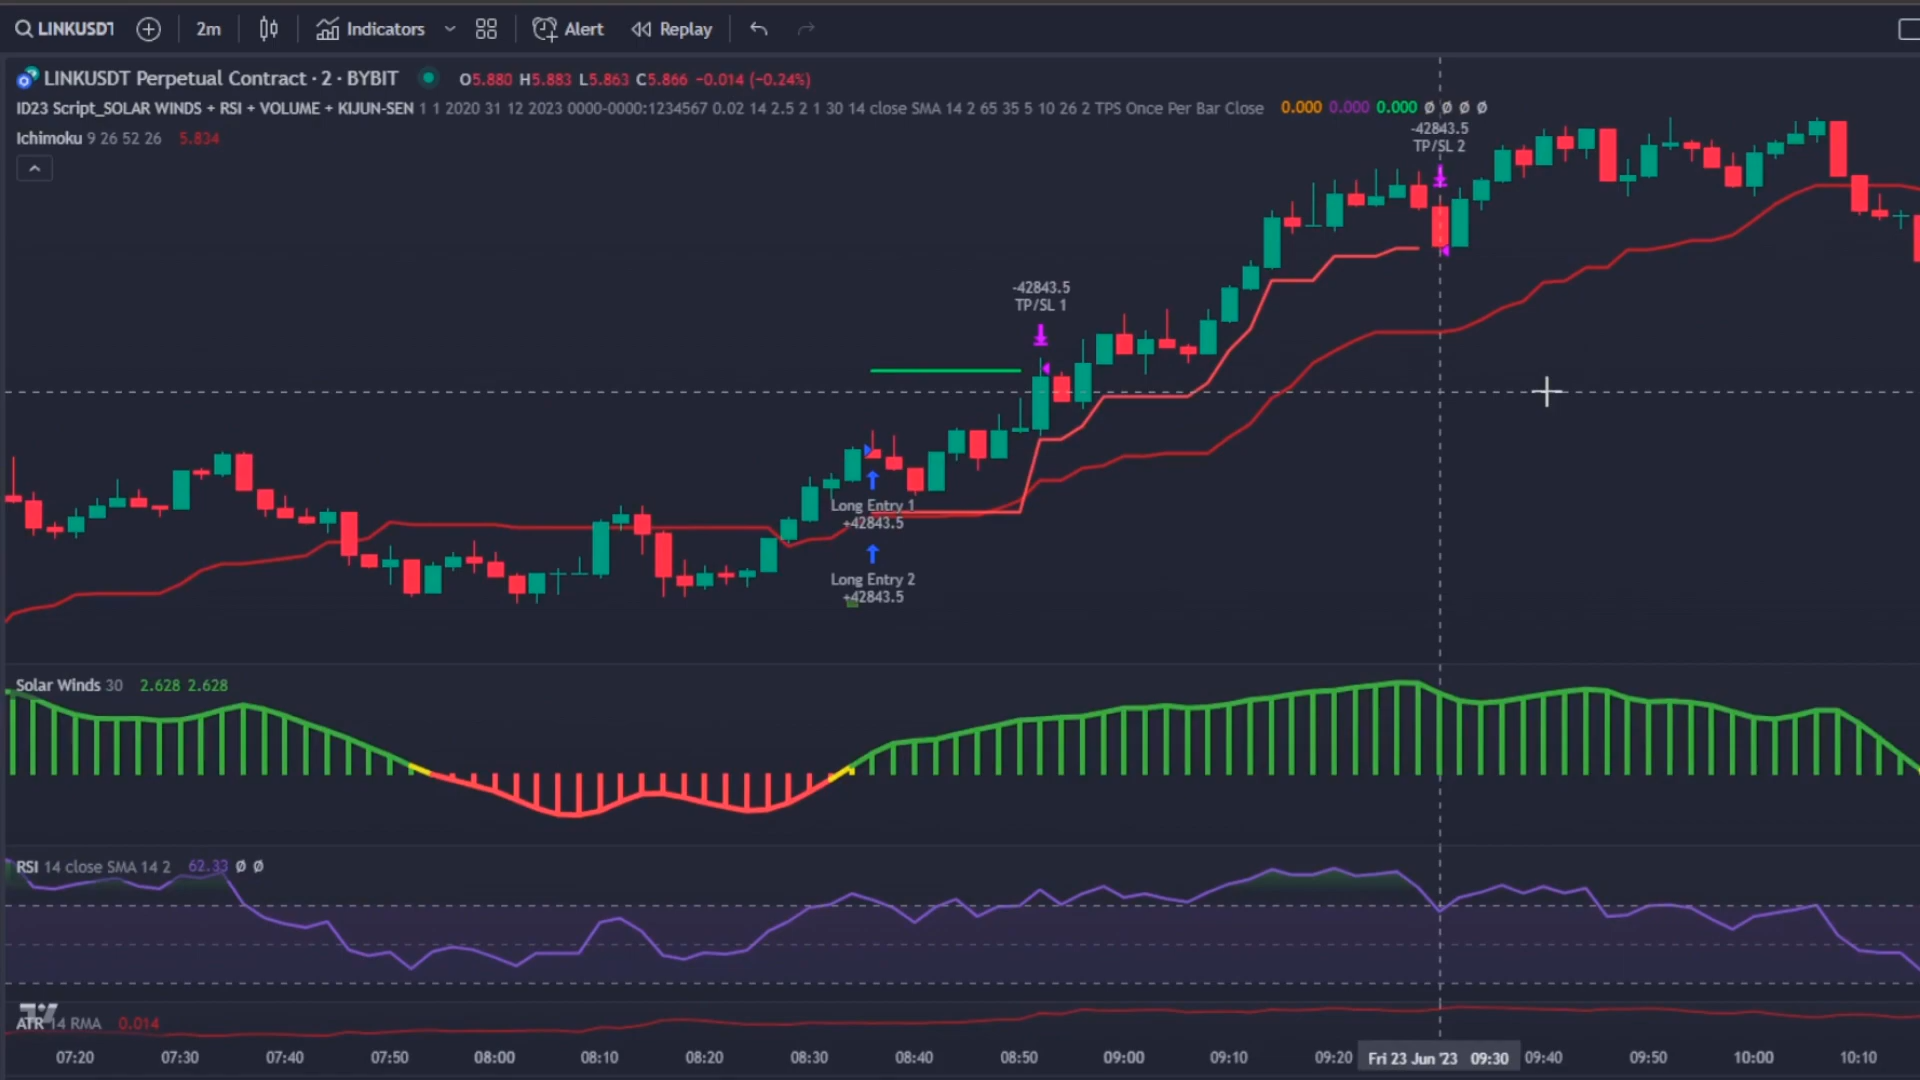 LINKUSDT 2m Indicators Alert Replay
LINKUSDT Perpetual Contract · 2 · BYBIT O5.880 H5.883 L5.863 C5.866 −0.014 (−0.24%)
ID23 Script_SOLAR WINDS + RSI + VOLUME + KIJUN-SEN 1 1 2020 31 12 2023 0000-0000:1234567 0.02 14 2.5 2 1 30 14 close SMA 14 2 65 35 5 10 26 2 TPS Once Per Bar Close 0.000 0.000 0.000 Ø Ø Ø Ø
Ichimoku 9 26 52 26 5.834
-42843.5
TP/SL 2
-42843.5
TP/SL 1
Long Entry 1
+42843.5
Long Entry 2
+42843.5
Solar Winds 30 2.628 2.628
RSI 14 close SMA 14 2 62.33 Ø Ø
ATR 14 RMA 0.014
07:20 07:30 07:40 07:50 08:00 08:10 08:20 08:30 08:40 08:50 09:00 09:10 09:20 Fri 23 Jun '23 09:30 09:40 09:50 10:00 10:10